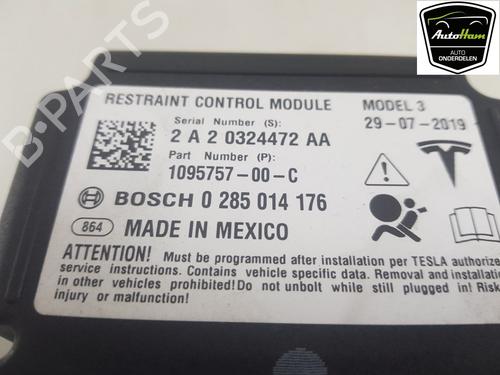 AutoHam
AUTO
ONDERDELEN
B-PARTS
RESTRAINT CONTROL MODULE
MODEL 3
Serial Number (S):
29-07-2019
2 A 2 0324472 AA
Part Number (P):
1095757-00-C
BOSCH 0 285 014 176
864
MADE IN MEXICO
ATTENTION! Must be programmed after installation per TESLA authorize
service instructions. Contains vehicle specific data. Removal and installation
in other vehicles prohibited! Do not unbolt while still plugged in! Risk
injury or malfunction!